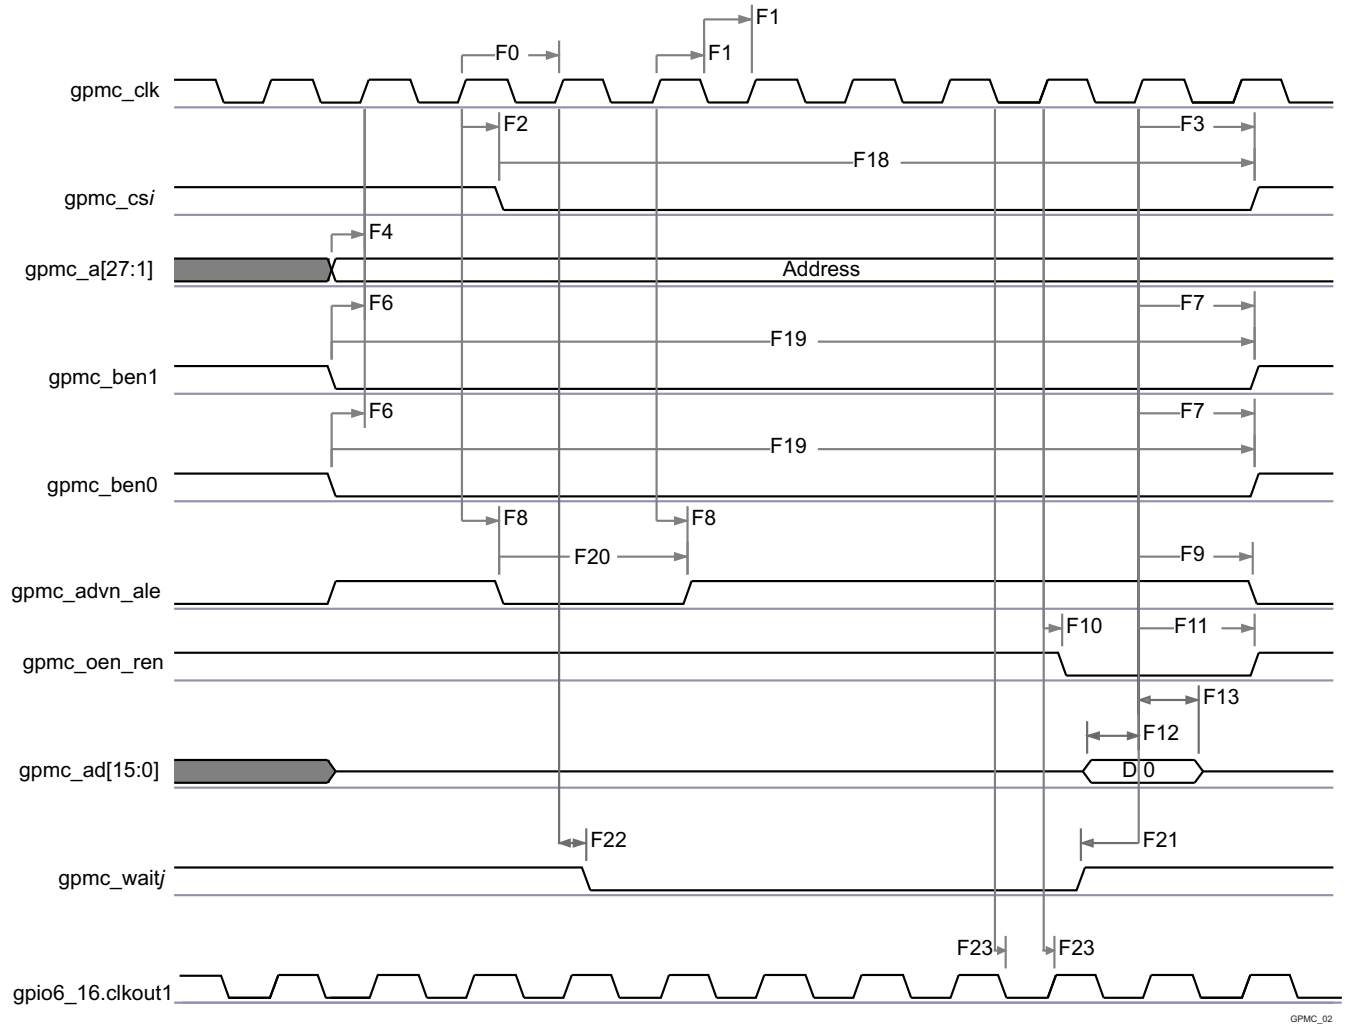 F1
F0
F1
gpmc_clk
F2
F3
F18
gpmc_csi
F4
gpmc_a[27:1]
Address
F6
F7
F19
gpmc_ben1
F6
F7
F19
gpmc_ben0
F8
F8
F20
F9
gpmc_advn_ale
F10
F11
gpmc_oen_ren
F13
F12
gpmc_ad[15:0]
D 0
F22
F21
gpmc_waitj
F23
F23
gpio6_16.clkout1
GPMC_02